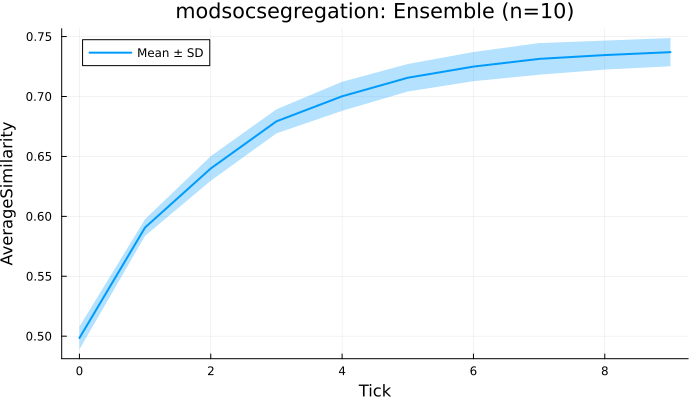 modsocsegregation: Ensemble (n=10)
Mean ± SD
AverageSimilarity
0.75
0.70
0.65
0.60
0.55
0.50
0 2 4 6 8
Tick